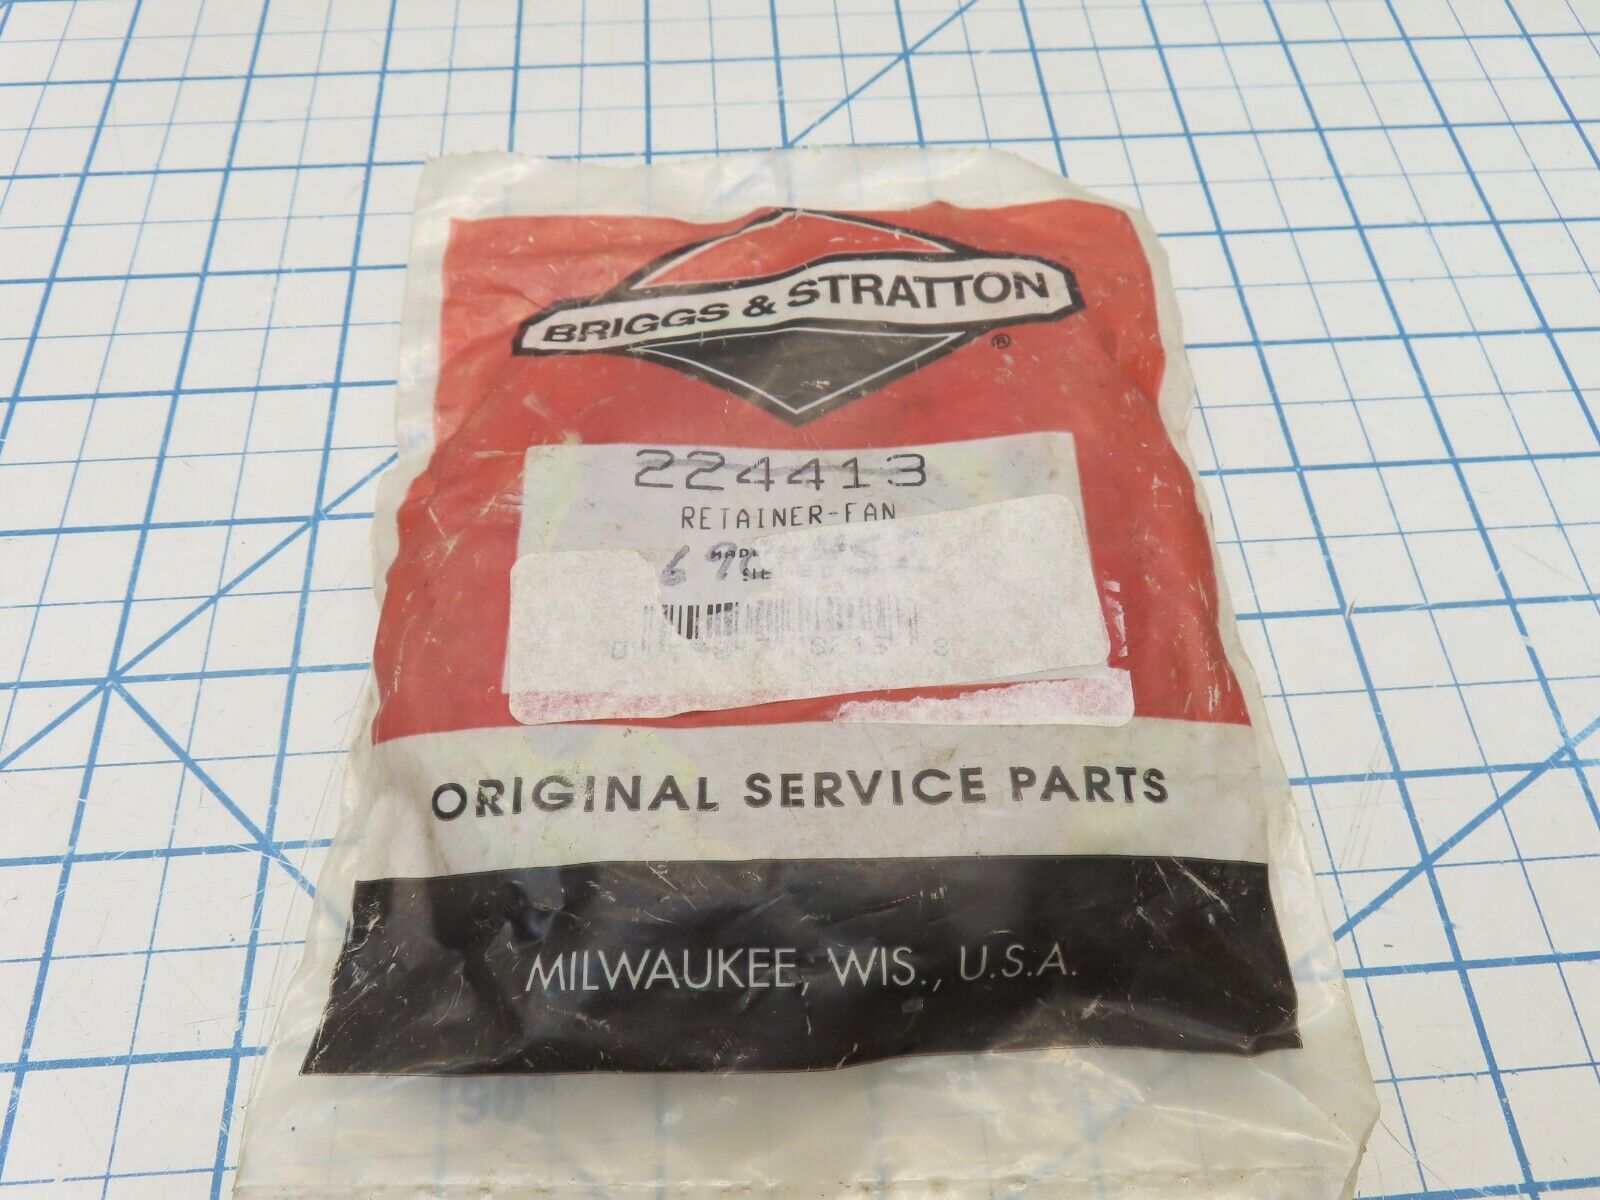 BRIGGS & STRATTON
®
224413
RETAINER-FAN
ORIGINAL SERVICE PARTS
MILWAUKEE, WIS., U.S.A.